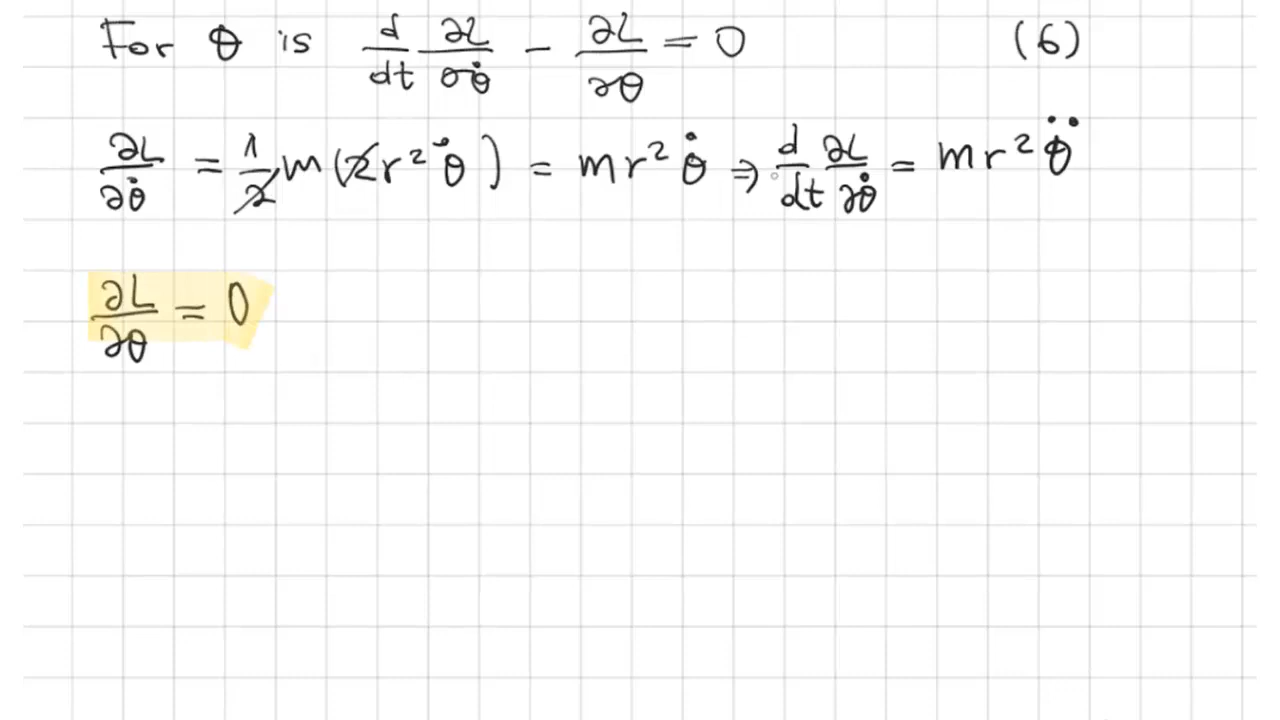 For θ is d/dt ∂L/∂θ̇ − ∂L/∂θ = 0 (6)
∂L/∂θ̇ = 1/2 m(2r²θ̇) = mr²θ̇ ⇒ d/dt ∂L/∂θ̇ = mr²θ̈
∂L/∂θ = 0